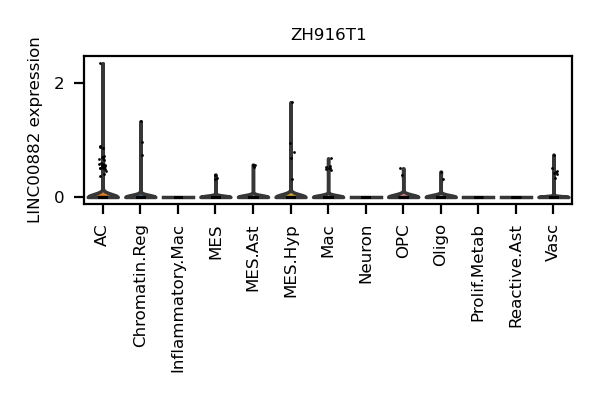 ZH916T1
LINC00882 expression
2
0
AC
Chromatin.Reg
Inflammatory.Mac
MES
MES.Ast
MES.Hyp
Mac
Neuron
OPC
Oligo
Prolif.Metab
Reactive.Ast
Vasc